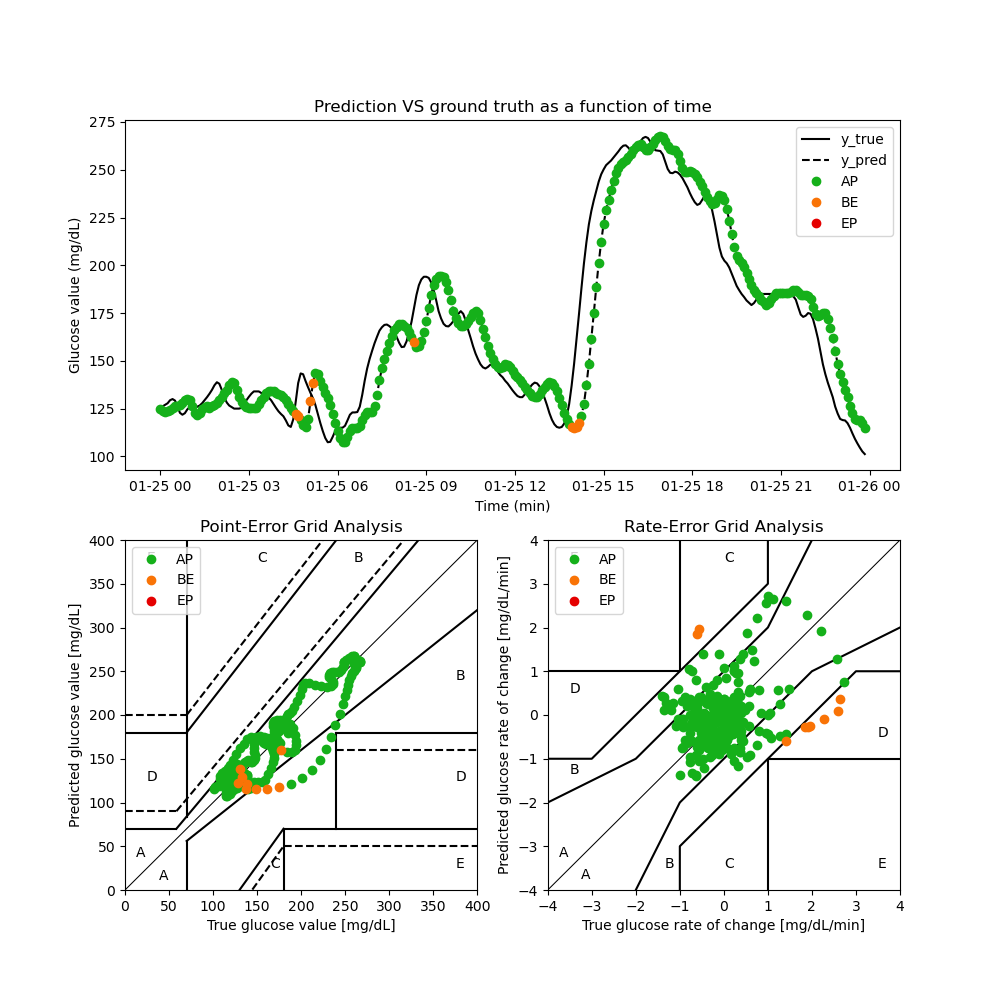 Prediction VS ground truth as a function of time
275
250
225
200
175
150
125
100
Glucose value (mg/dL)
y_true
y_pred
AP
BE
EP
01-25 00 01-25 03 01-25 06 01-25 09 01-25 12 01-25 15 01-25 18 01-25 21 01-26 00
Time (min)
Point-Error Grid Analysis
400
350
300
250
200
150
100
50
0
Predicted glucose value [mg/dL]
AP
BE
EP
C B
B
D D
A
A C E
0 50 100 150 200 250 300 350 400
True glucose value [mg/dL]
Rate-Error Grid Analysis
4
3
2
1
0
−1
−2
−3
−4
Predicted glucose rate of change [mg/dL/min]
AP
BE
EP
C
D
D
B
A
A B C E
−4 −3 −2 −1 0 1 2 3 4
True glucose rate of change [mg/dL/min]